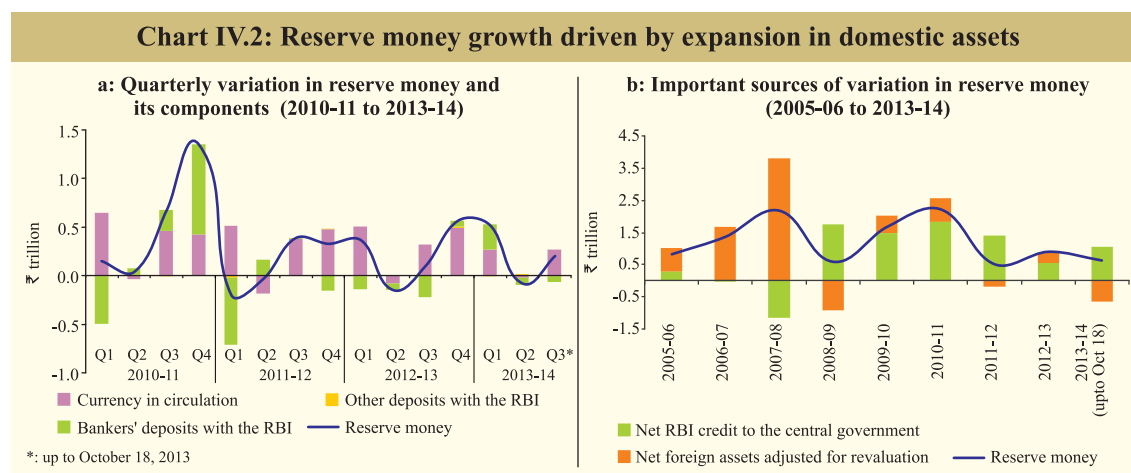 Chart IV.2: Reserve money growth driven by expansion in domestic assets
a: Quarterly variation in reserve money and
its components (2010-11 to 2013-14)
₹ trillion
1.5
1.0
0.5
0.0
-0.5
-1.0
Q1 Q2 Q3 Q4 Q1 Q2 Q3 Q4 Q1 Q2 Q3 Q4 Q1 Q2 Q3*
2010-11 2011-12 2012-13 2013-14
Currency in circulation Other deposits with the RBI
Bankers' deposits with the RBI Reserve money
*: up to October 18, 2013
b: Important sources of variation in reserve money
(2005-06 to 2013-14)
₹ trillion
4.5
3.5
2.5
1.5
0.5
-0.5
-1.5
2005-06
2006-07
2007-08
2008-09
2009-10
2010-11
2011-12
2012-13
2013-14
(upto Oct 18)
Net RBI credit to the central government
Net foreign assets adjusted for revaluation Reserve money